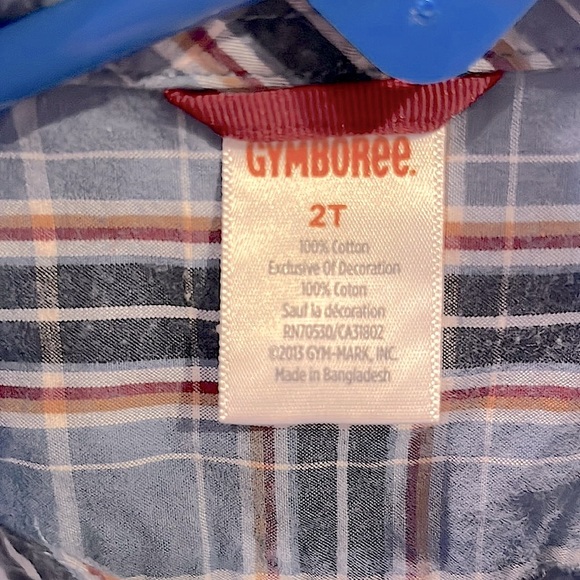 GYMBOREE.
2T
100% Cotton
Exclusive Of Decoration
100% Coton
Sauf la décoration
RN70530/CA31802
©2013 GYM-MARK, INC.
Made in Bangladesh